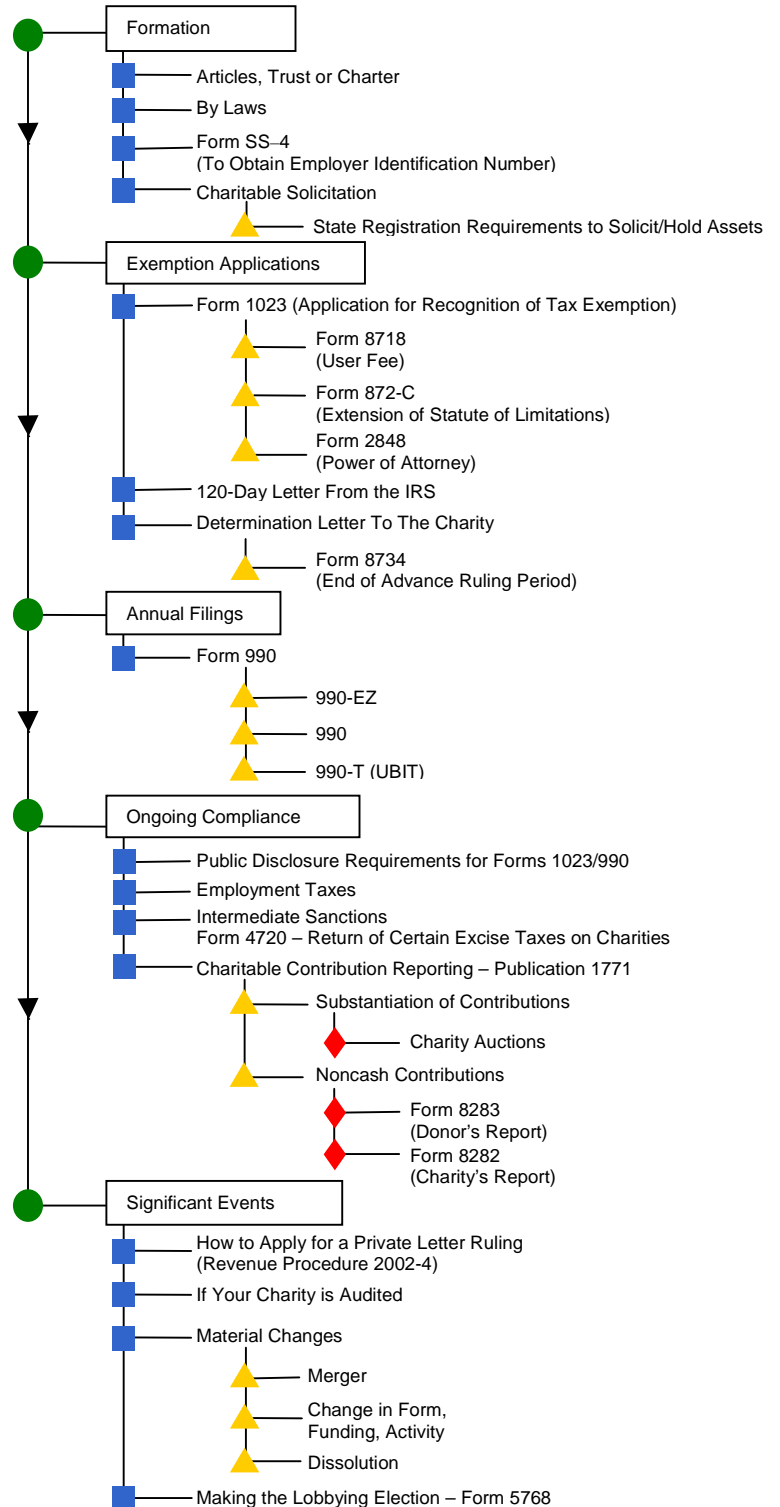 Formation
Articles, Trust or Charter
By Laws
Form SS–4
(To Obtain Employer Identification Number)
Charitable Solicitation
State Registration Requirements to Solicit/Hold Assets
Exemption Applications
Form 1023 (Application for Recognition of Tax Exemption)
Form 8718
(User Fee)
Form 872-C
(Extension of Statute of Limitations)
Form 2848
(Power of Attorney)
120-Day Letter From the IRS
Determination Letter To The Charity
Form 8734
(End of Advance Ruling Period)
Annual Filings
Form 990
990-EZ
990
990-T (UBIT)
Ongoing Compliance
Public Disclosure Requirements for Forms 1023/990
Employment Taxes
Intermediate Sanctions
Form 4720 – Return of Certain Excise Taxes on Charities
Charitable Contribution Reporting – Publication 1771
Substantiation of Contributions
Charity Auctions
Noncash Contributions
Form 8283
(Donor's Report)
Form 8282
(Charity's Report)
Significant Events
How to Apply for a Private Letter Ruling
(Revenue Procedure 2002-4)
If Your Charity is Audited
Material Changes
Merger
Change in Form,
Funding, Activity
Dissolution
Making the Lobbying Election – Form 5768